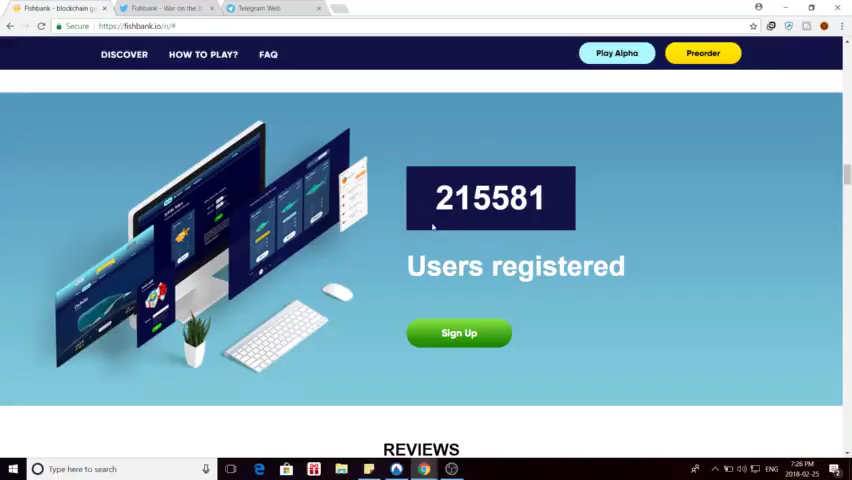 Fishbank - blockchain g
Fishbank - War on the b
Telegram Web
Secure
https://fishbank.io/n/#
DISCOVER
HOW TO PLAY?
FAQ
Play Alpha
Preorder
215581
Users registered
Sign Up
REVIEWS
Type here to search
ENG
7:26 PM
2018-02-25